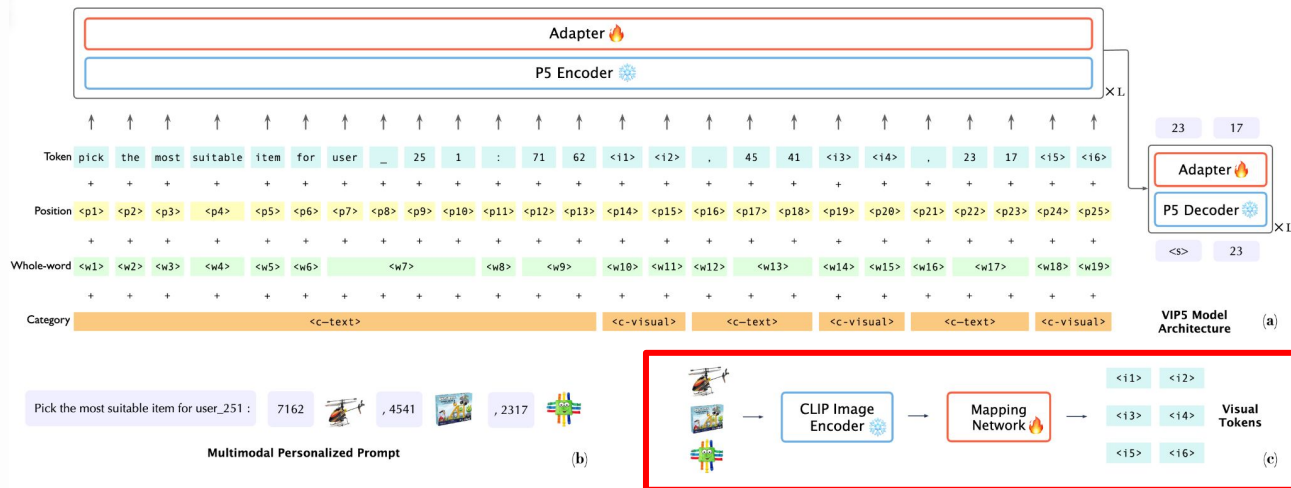 Adapter
P5 Encoder
×L
Token pick the most suitable item for user _ 25 1 : 71 62 <i1> <i2> , 45 41 <i3> <i4> , 23 17 <i5> <i6>
+ + + + + + + + + + + + + + + + + + + + + + + + +
Position <p1> <p2> <p3> <p4> <p5> <p6> <p7> <p8> <p9> <p10> <p11> <p12> <p13> <p14> <p15> <p16> <p17> <p18> <p19> <p20> <p21> <p22> <p23> <p24> <p25>
+ + + + + + + + + + + + + + + + + + + + + + + + +
Whole-word <w1> <w2> <w3> <w4> <w5> <w6> <w7> <w8> <w9> <w10> <w11> <w12> <w13> <w14> <w15> <w16> <w17> <w18> <w19>
+ + + + + + + + + + + + + + + + + + + + + + + + +
Category <c-text> <c-visual> <c-text> <c-visual> <c-text> <c-visual>
23 17
Adapter
P5 Decoder
×L
<s> 23
VIP5 Model
Architecture
(a)
Pick the most suitable item for user_251 : 7162 , 4541 , 2317
Multimodal Personalized Prompt (b)
CLIP Image
Encoder
Mapping
Network
<i1> <i2>
<i3> <i4>
<i5> <i6>
Visual
Tokens
(c)